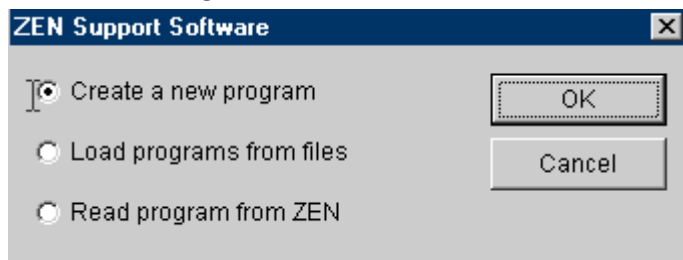 ZEN Support Software
Create a new program
OK
Load programs from files
Cancel
Read program from ZEN